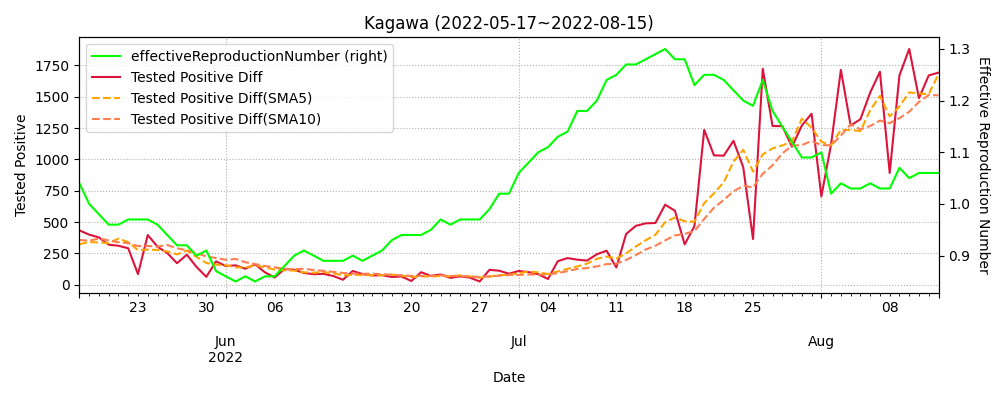 Kagawa (2022-05-17~2022-08-15)
effectiveReproductionNumber (right)
Tested Positive Diff
Tested Positive Diff(SMA5)
Tested Positive Diff(SMA10)
Tested Positive
1750
1500
1250
1000
750
500
250
0
1.3
1.2
1.1
1.0
0.9
Effective Reproduction Number
23 30 06 13 20 27 04 11 18 25 08
Jun Jul Aug
2022
Date